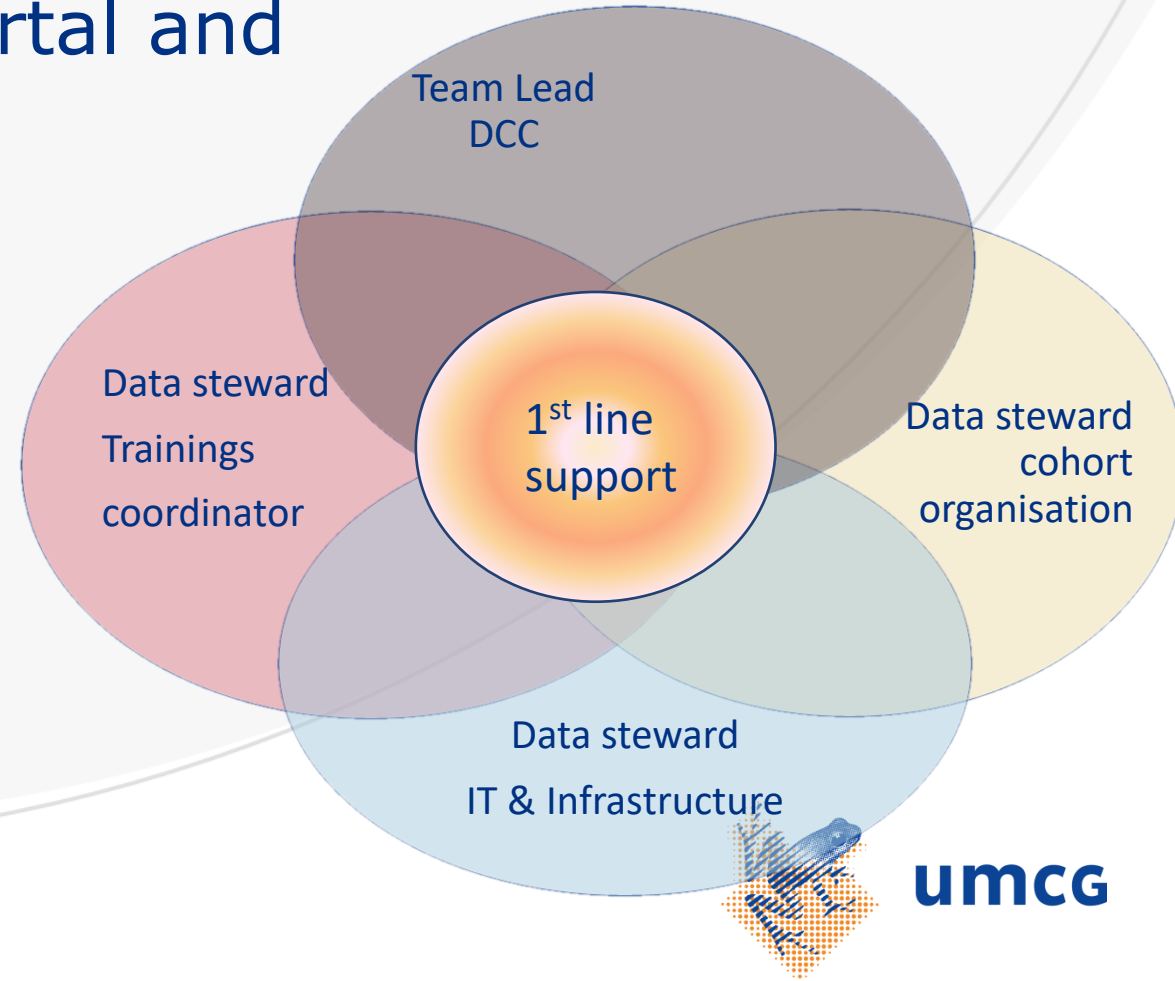 rtal and
Team Lead
DCC
Data steward
Trainings
coordinator
1st line
support
Data steward
cohort
organisation
Data steward
IT & Infrastructure
umcG